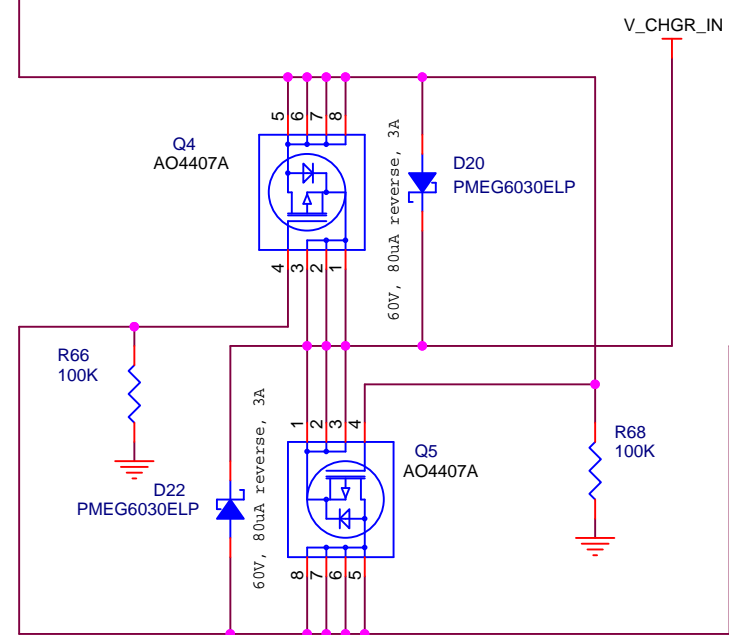 V_CHGR_IN
5 6 7 8
Q4
AO4407A
D20
PMEG6030ELP
60V, 80uA reverse, 3A
4 3 2 1
R66
100K
1 2 3 4
Q5
AO4407A
R68
100K
D22
PMEG6030ELP
60V, 80uA reverse, 3A
8 7 6 5